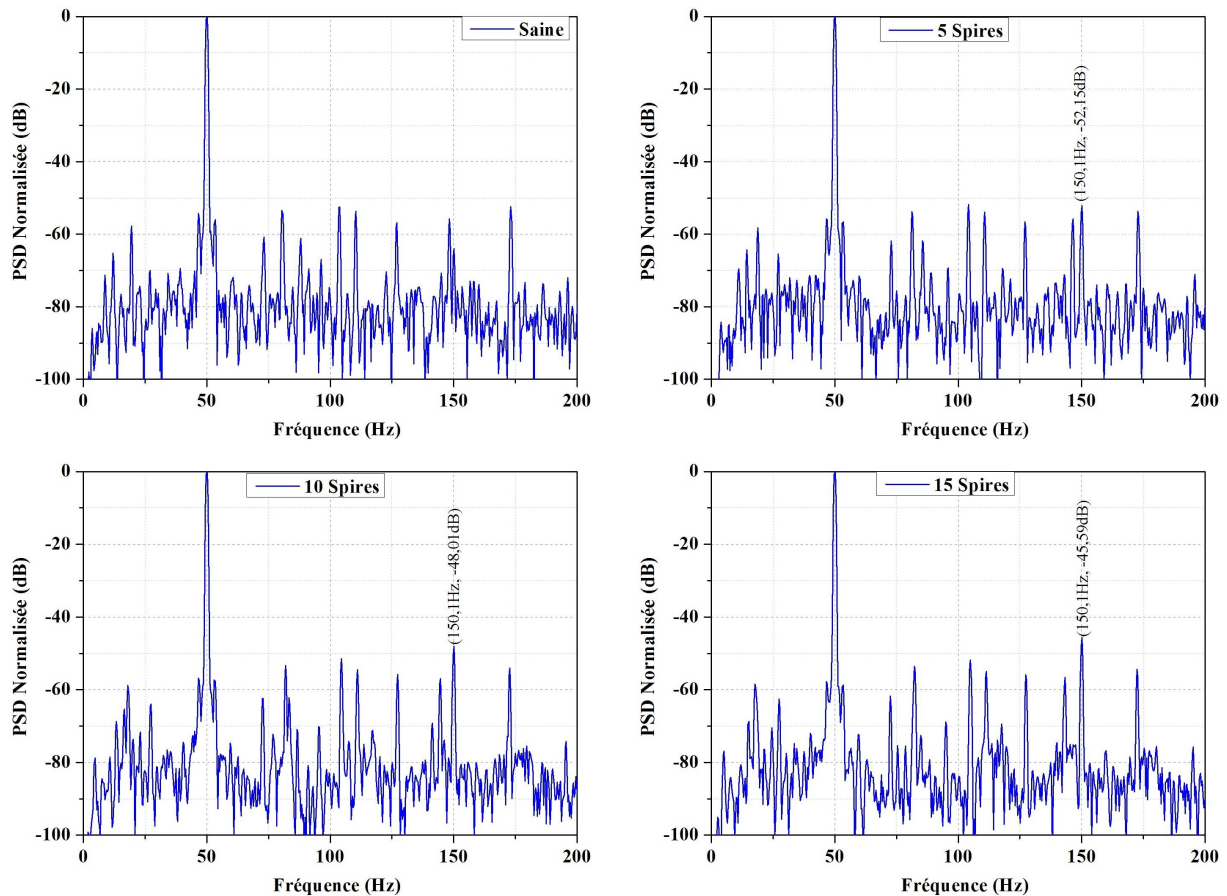 Saine
PSD Normalisée (dB)
0
-20
-40
-60
-80
-100
0 50 100 150 200
Fréquence (Hz)
5 Spires
(150,1Hz, -52,15dB)
PSD Normalisée (dB)
0
-20
-40
-60
-80
-100
0 50 100 150 200
Fréquence (Hz)
10 Spires
(150,1Hz, -48,01dB)
PSD Normalisée (dB)
0
-20
-40
-60
-80
-100
0 50 100 150 200
Fréquence (Hz)
15 Spires
(150,1Hz, -45,59dB)
PSD Normalisée (dB)
0
-20
-40
-60
-80
-100
0 50 100 150 200
Fréquence (Hz)